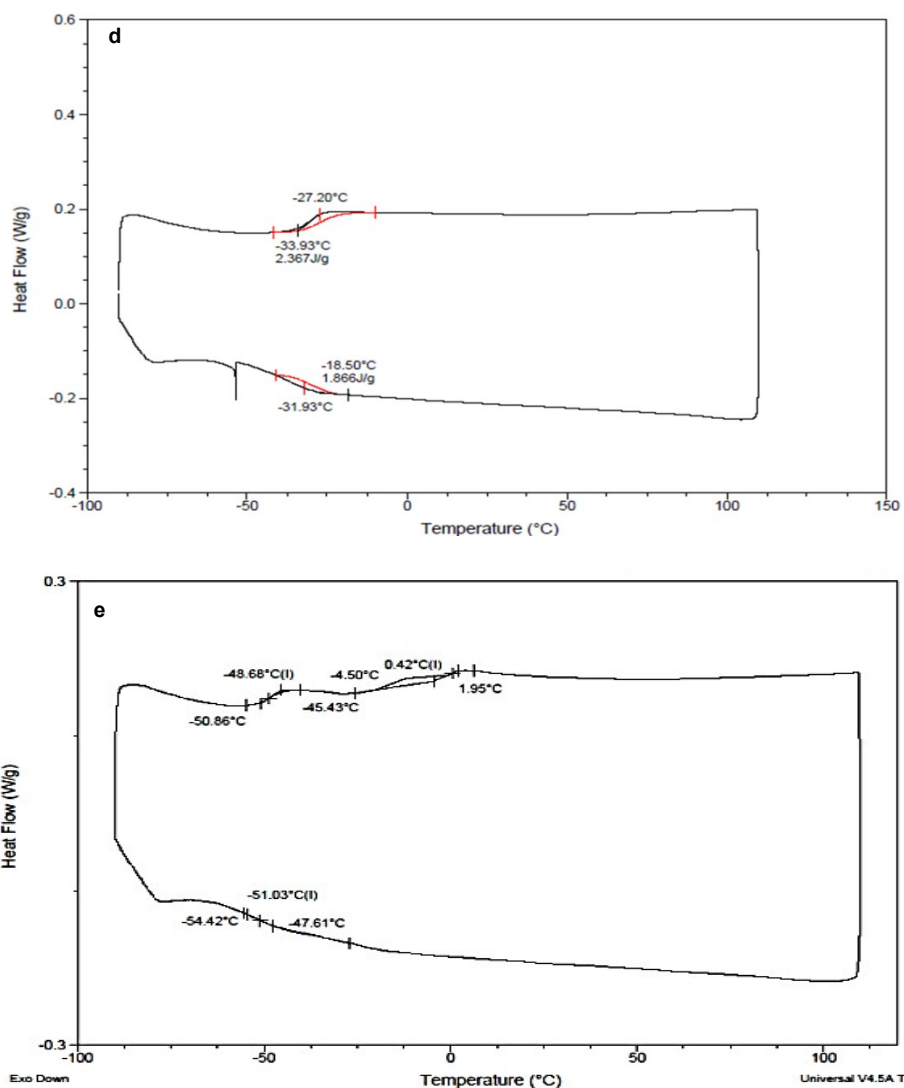 d
0.6
0.4
0.2
0.0
-0.2
-0.4
Heat Flow (W/g)
-27.20°C
-33.93°C
2.367J/g
-18.50°C
1.866J/g
-31.93°C
-100
-50
0
50
100
150
Temperature (°C)
e
0.3
-0.3
Heat Flow (W/g)
-48.68°C(I)
-4.50°C
0.42°C(I)
-50.86°C
-45.43°C
1.95°C
-51.03°C(I)
-54.42°C
-47.61°C
-100
-50
0
50
100
Exo Down
Temperature (°C)
Universal V4.5A T